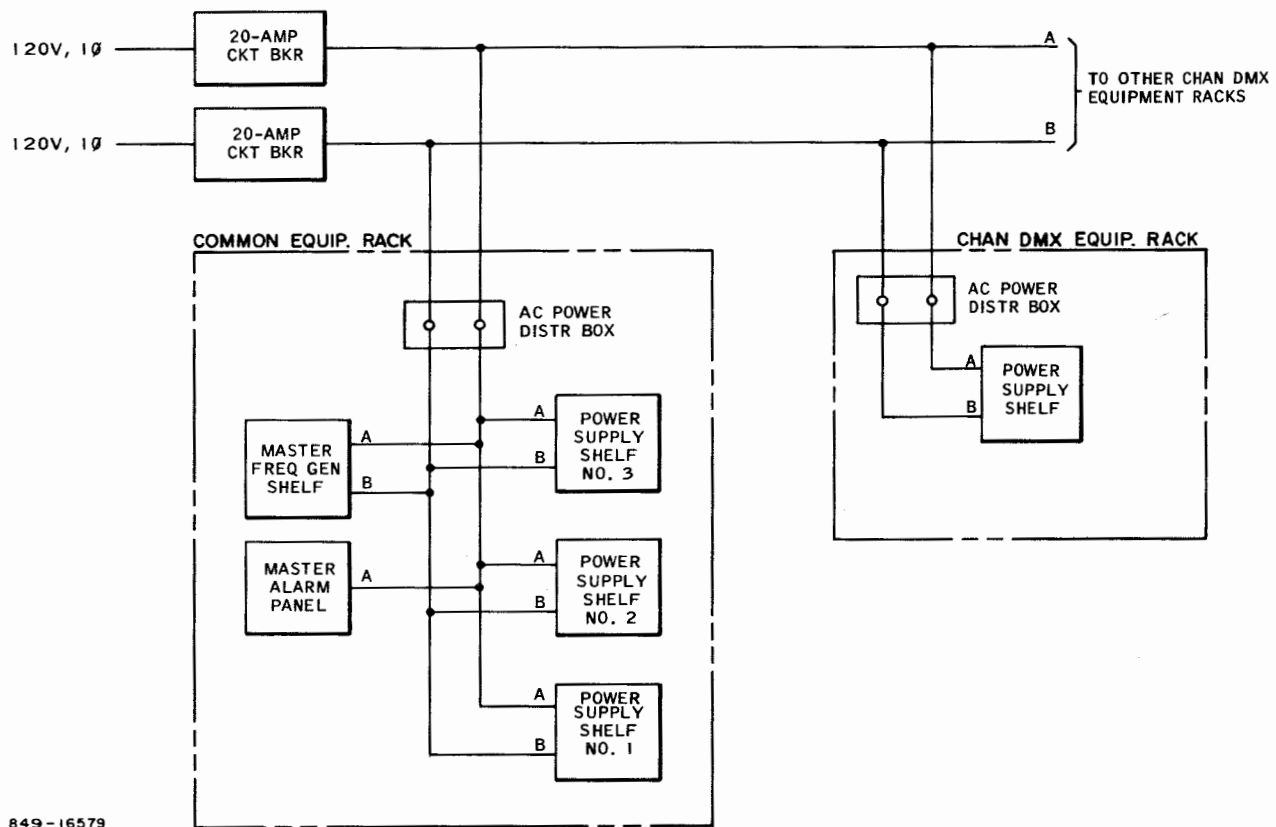 120V, 1Ø
20-AMP
CKT BKR
A
TO OTHER CHAN DMX
EQUIPMENT RACKS
120V, 1Ø
20-AMP
CKT BKR
B
COMMON EQUIP. RACK
AC POWER
DISTR BOX
MASTER
FREQ GEN
SHELF
A
B
A
B
POWER
SUPPLY
SHELF
NO. 3
MASTER
ALARM
PANEL
A
A
B
POWER
SUPPLY
SHELF
NO. 2
A
B
POWER
SUPPLY
SHELF
NO. 1
CHAN DMX EQUIP. RACK
AC POWER
DISTR BOX
A
B
POWER
SUPPLY
SHELF
849-16579